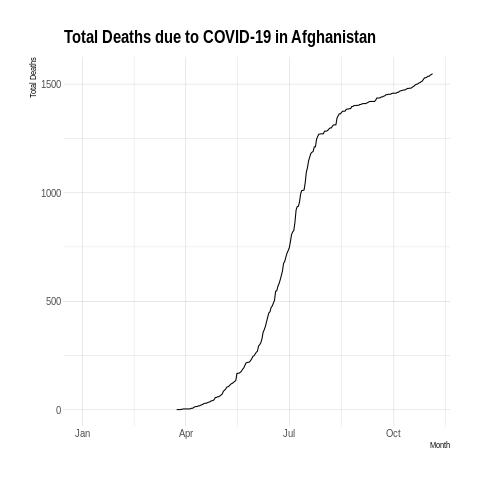 Total Deaths due to COVID-19 in Afghanistan
Total Deaths
1500
1000
500
0
Jan Apr Jul Oct
Month